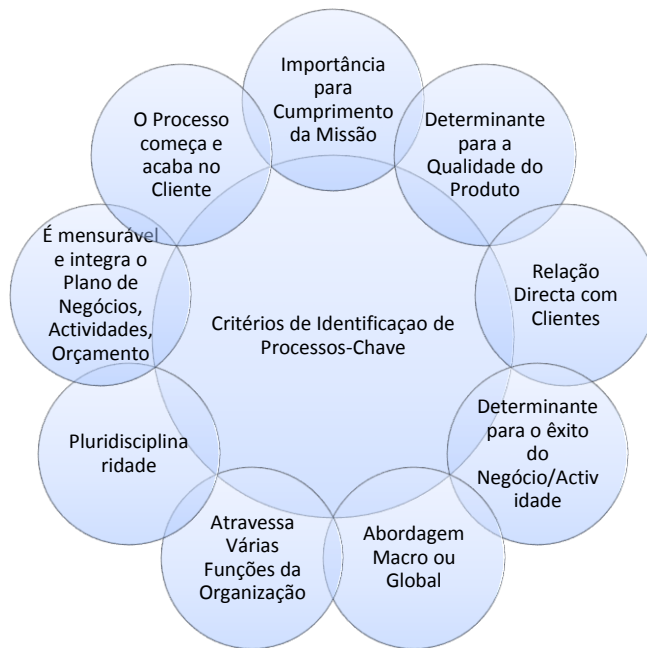 Importância
para
Cumprimento
da Missão
Determinante
para a
Qualidade do
Produto
Relação
Directa com
Clientes
Determinante
para o êxito
do
Negócio/Activ
idade
Abordagem
Macro ou
Global
Atravessa
Várias
Funções da
Organização
Pluridisciplina
ridade
É mensurável
e integra o
Plano de
Negócios,
Actividades,
Orçamento
O Processo
começa e
acaba no
Cliente
Critérios de Identificaçao de
Processos-Chave